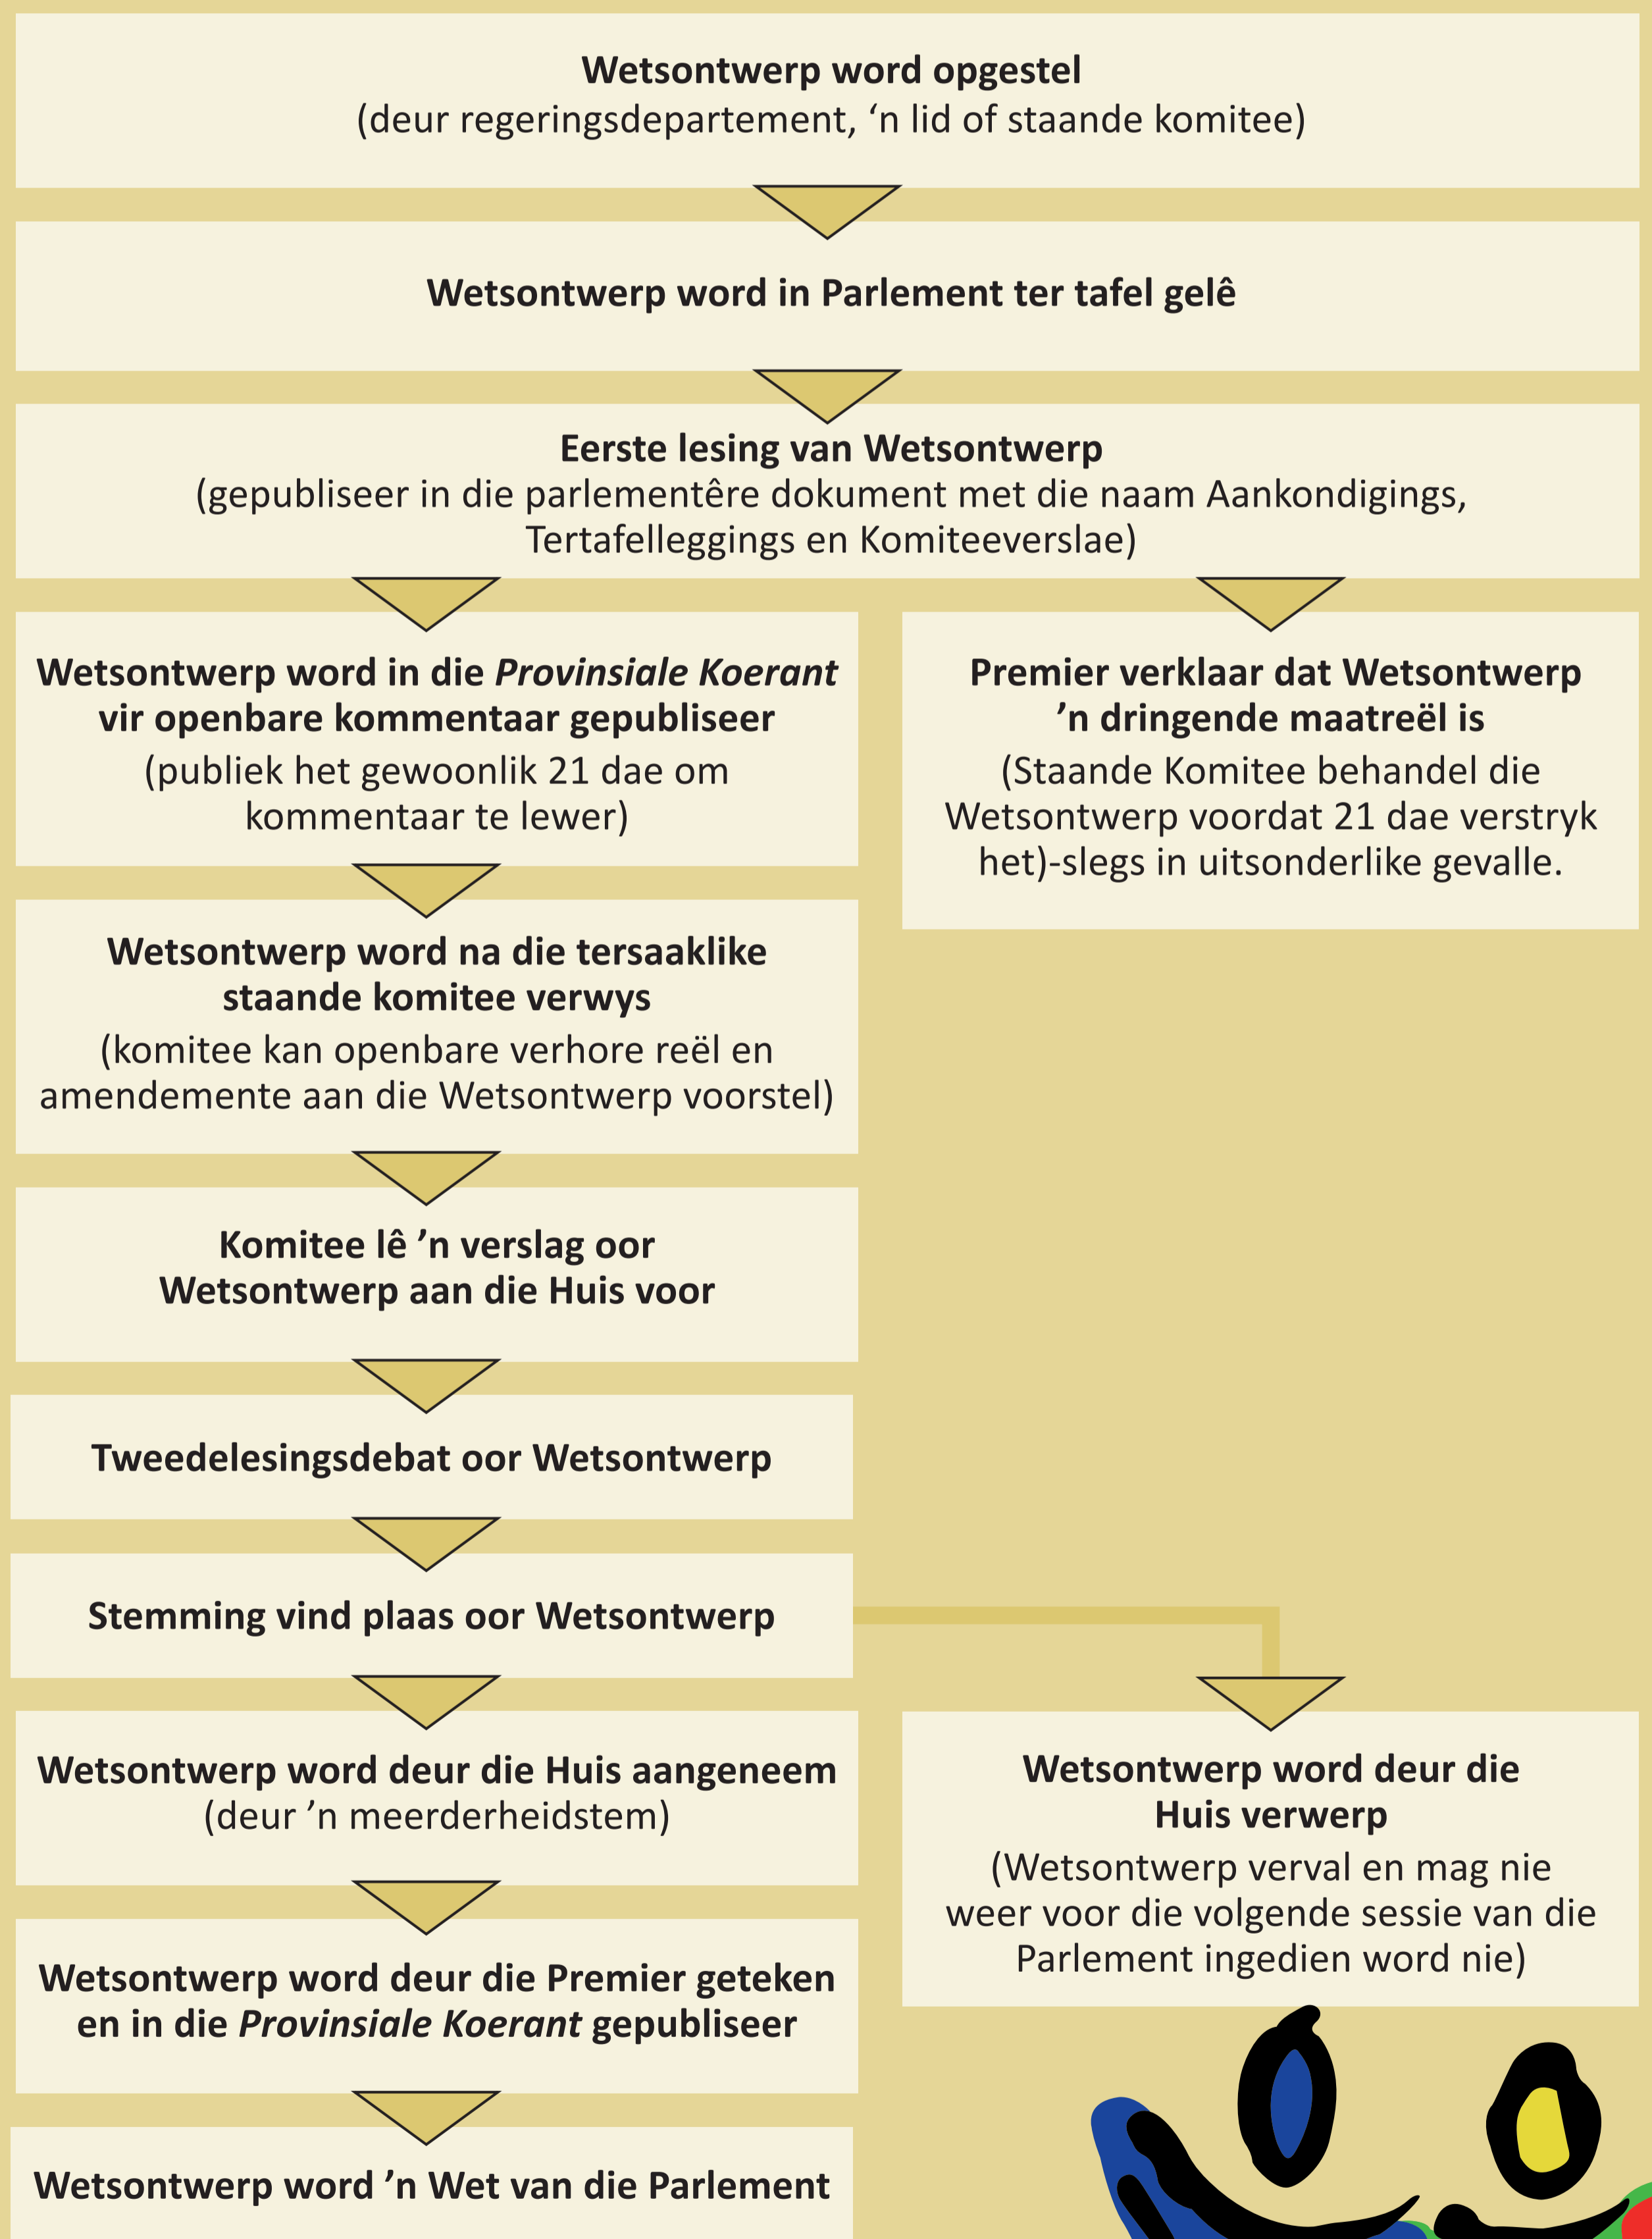 Wetsontwerp word opgestel
(deur regeringsdepartement, ‘n lid of staande komitee)
Wetsontwerp word in Parlement ter tafel gelê
Eerste lesing van Wetsontwerp
(gepubliseer in die parlementêre dokument met die naam Aankondigings,
Tertafelleggings en Komiteeverslae)
Wetsontwerp word in die Provinsiale Koerant
vir openbare kommentaar gepubliseer
(publiek het gewoonlik 21 dae om
kommentaar te lewer)
Premier verklaar dat Wetsontwerp
’n dringende maatreël is
(Staande Komitee behandel die
Wetsontwerp voordat 21 dae verstryk
het)-slegs in uitsonderlike gevalle.
Wetsontwerp word na die tersaaklike
staande komitee verwys
(komitee kan openbare verhore reël en
amendemente aan die Wetsontwerp voorstel)
Komitee lê ’n verslag oor
Wetsontwerp aan die Huis voor
Tweedelesingsdebat oor Wetsontwerp
Stemming vind plaas oor Wetsontwerp
Wetsontwerp word deur die Huis aangeneem
(deur ’n meerderheidstem)
Wetsontwerp word deur die
Huis verwerp
(Wetsontwerp verval en mag nie
weer voor die volgende sessie van die
Parlement ingedien word nie)
Wetsontwerp word deur die Premier geteken
en in die Provinsiale Koerant gepubliseer
Wetsontwerp word ’n Wet van die Parlement